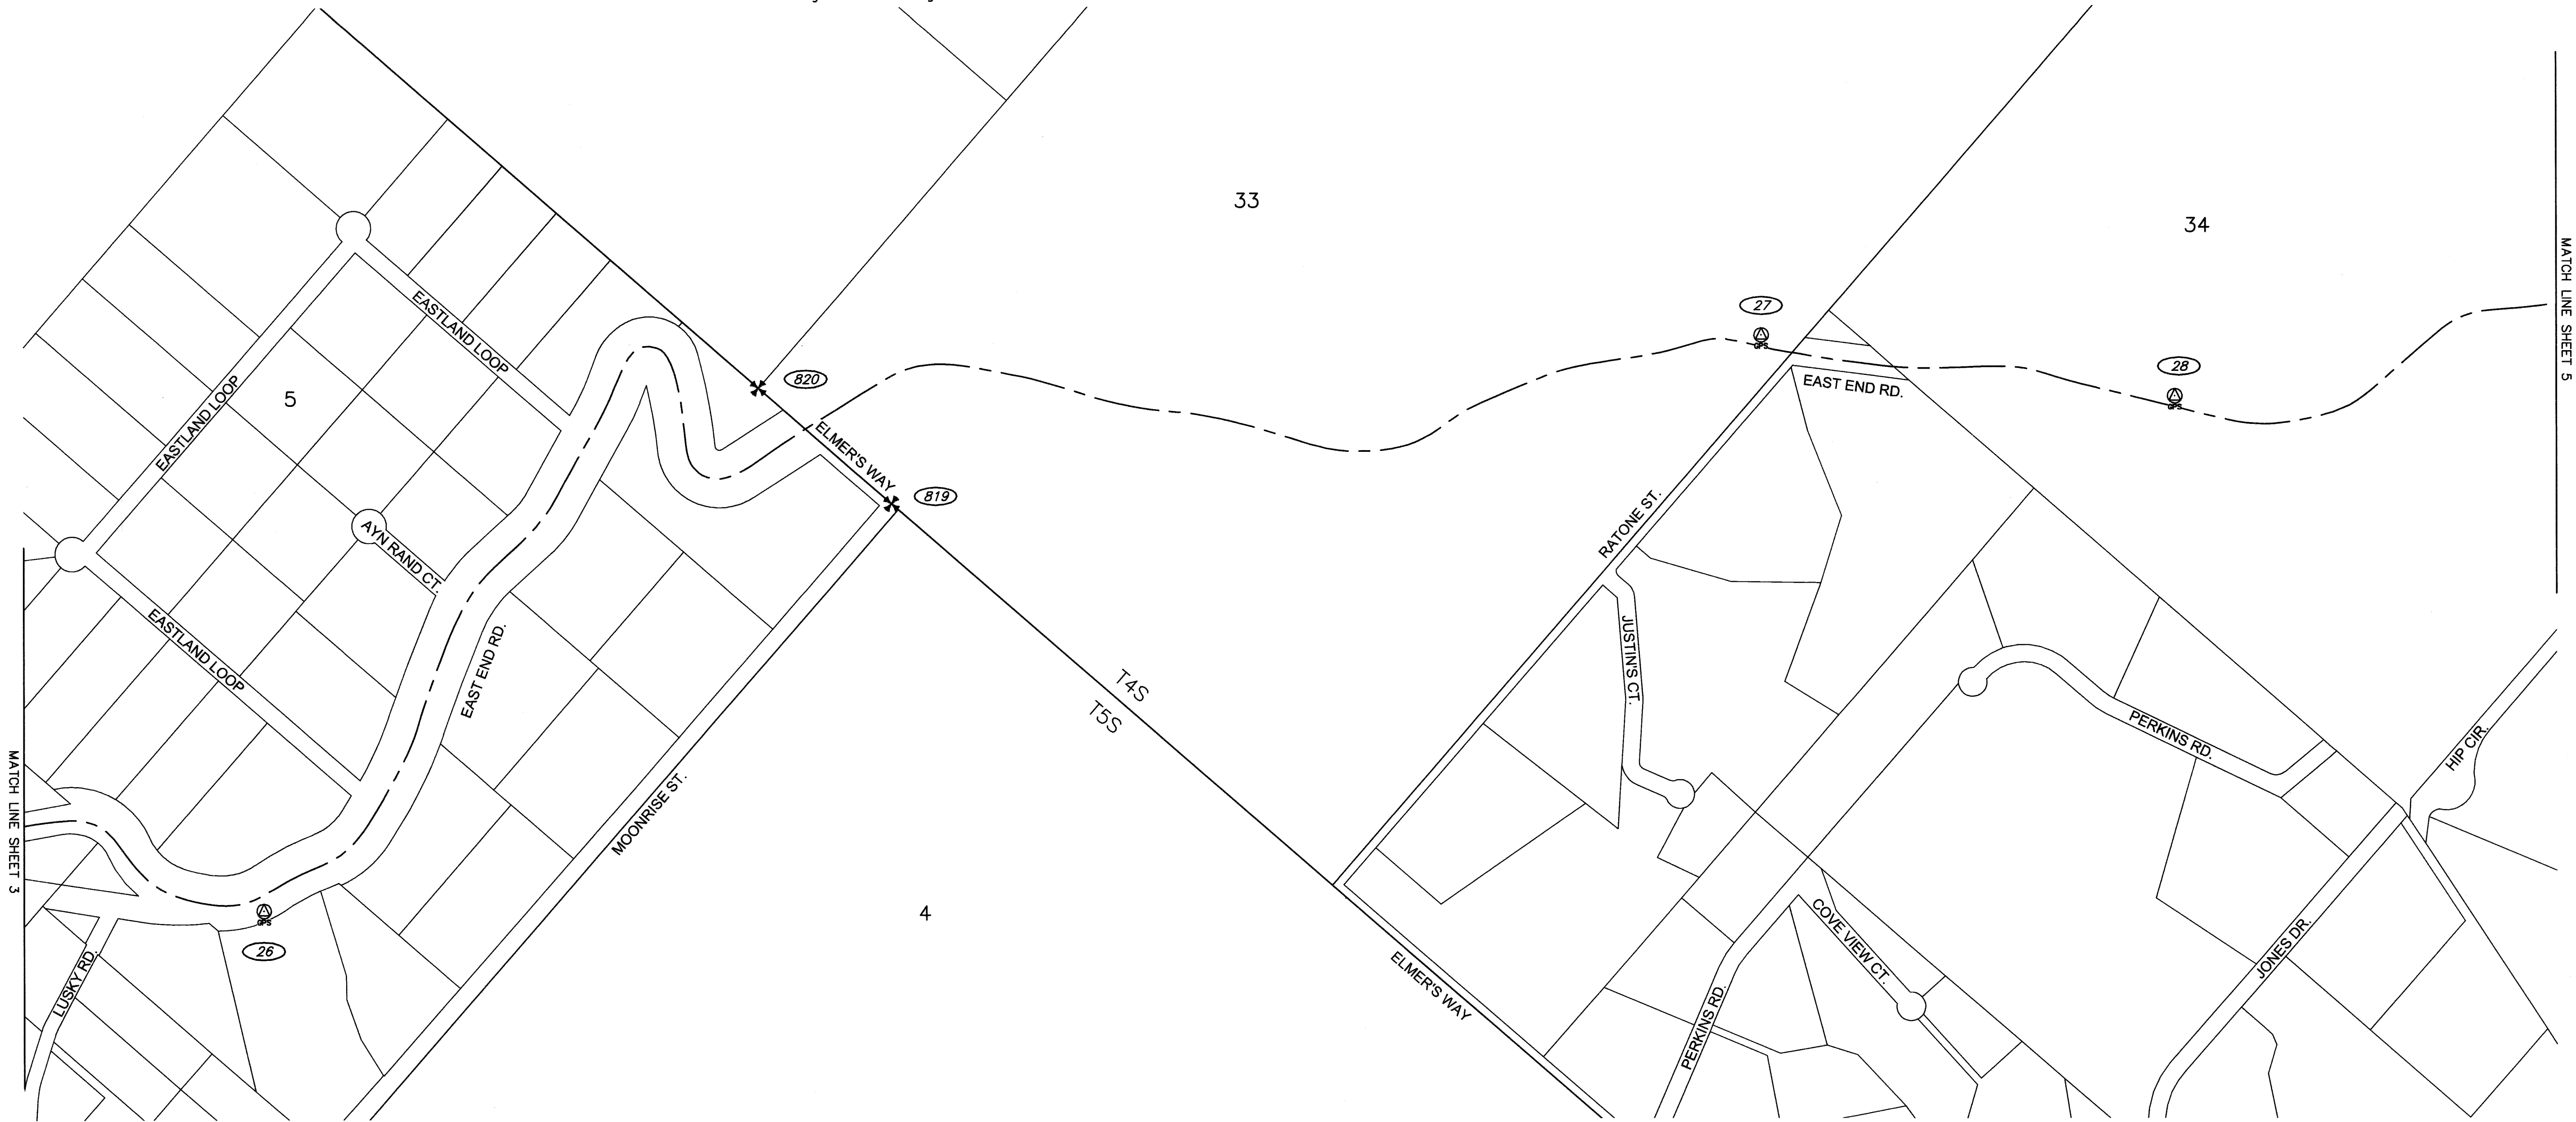 33
34
27
28
GPS
GPS
EAST END RD.
MATCH LINE SHEET 5
EASTLAND LOOP
820
5
EASTLAND LOOP
ELMER'S WAY
819
RATONE ST.
AYN RAND CT.
EASTLAND LOOP
EAST END RD.
JUSTIN'S CT.
T4S
T5S
PERKINS RD.
HIP CIR.
MOONRISE ST.
MATCH LINE SHEET 3
4
GPS
26
LUSKY RD.
ELMER'S WAY
COVE VIEW CT.
PERKINS RD.
JONES DR.